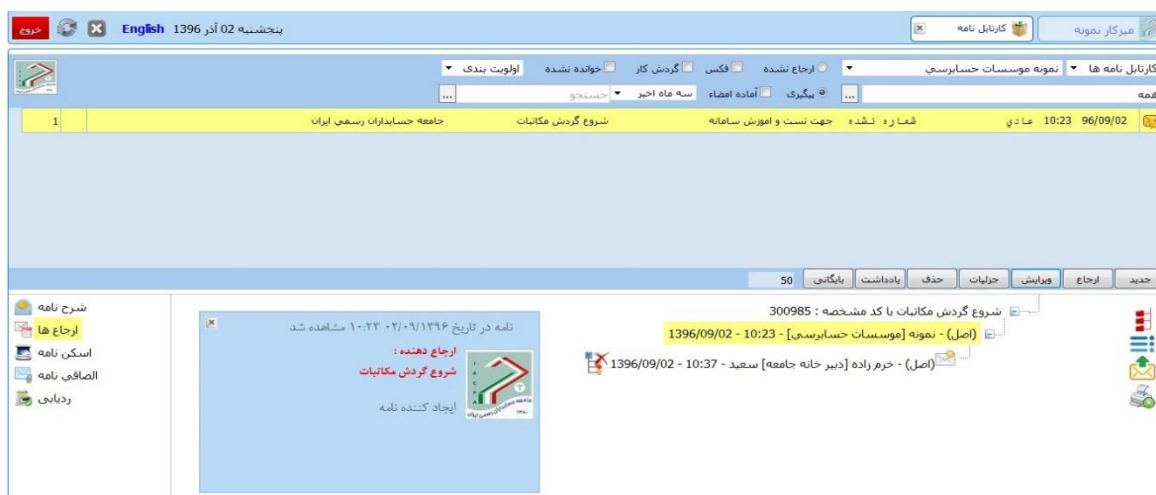 میزکار نمونه
کارتابل نامه
پنجشنبه 02 آذر 1396 English
خروج
کارتابل نامه ها نمونه موسسات حسابرسي ارجاع نشده فکس گردش کار خوانده نشده اولویت بندی
همه ... پیگیری آماده امضاء سه ماه اخیر جستجو ...
96/09/02 10:23 عادي شماره نشده جهت تست و اموزش سامانه شروع گردش مکاتبات جامعه حسابداران رسمی ایران 1
جدید ارجاع ویرایش جزئیات حذف یادداشت بایگانی 50
شروع گردش مکاتبات با کد مشخصه : 300985
(اصل) - نمونه [موسسات حسابرسی] - 10:23 - 1396/09/02
(اصل) - خرم زاده [دبیر خانه جامعه] سعید - 10:37 - 1396/09/02
نامه در تاریخ ۰۲/۰۹/۱۳۹۶ ۱۰:۲۳ مشاهده شد
ارجاع دهنده :
شروع گردش مکاتبات
ایجاد کننده نامه
شرح نامه
ارجاع ها
اسکن نامه
الصاقی نامه
ردیابی